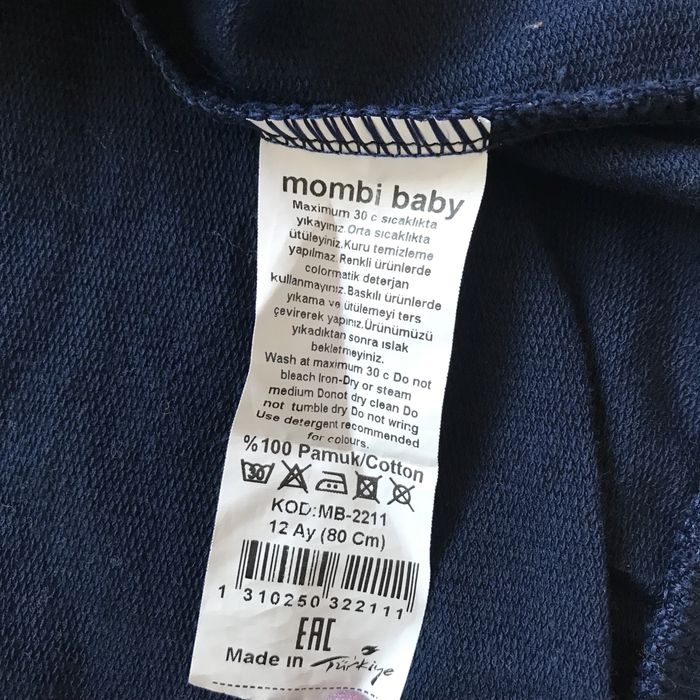 mombi baby
Maximum 30 c sıcaklıkta
yıkayınız.Orta sıcaklıkta
ütüleyiniz.Kuru temizleme
yapılmaz.Renkli ürünlerde
colormatik deterjan
kullanmayınız.Baskılı ürünlerde
yıkama ve ütülemeyi ters
çevirerek yapınız.Ürünümüzü
yıkadıktan sonra ıslak
bekletmeyiniz.
Wash at maximum 30 c Do not
bleach Iron-Dry or steam
medium Donot dry clean Do
not tumble dry Do not wring
Use detergent recommended
for colours.
%100 Pamuk/Cotton
30
KOD:MB-2211
12 Ay (80 Cm)
1 310250 322111
EAC
Made in Türkiye